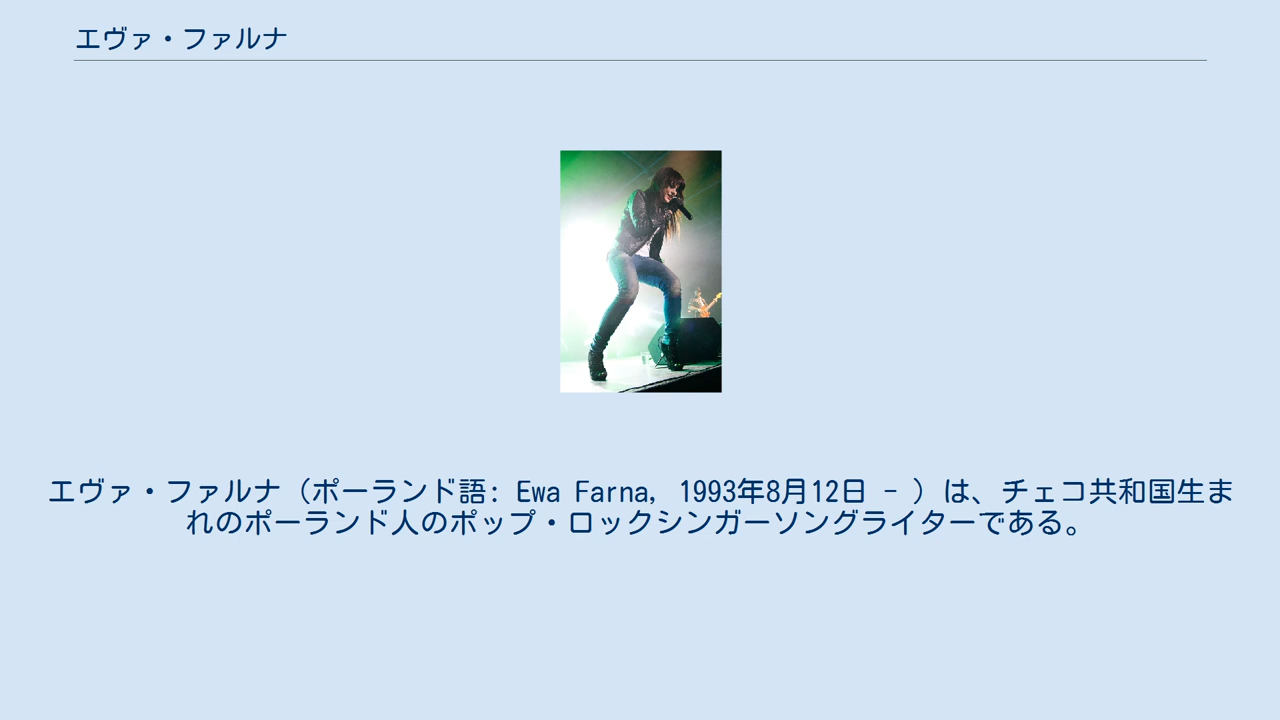 エヴァ・ファルナ
エヴァ・ファルナ（ポーランド語: Ewa Farna, 1993年8月12日 - ）は、チェコ共和国生ま
れのポーランド人のポップ・ロックシンガーソングライターである。